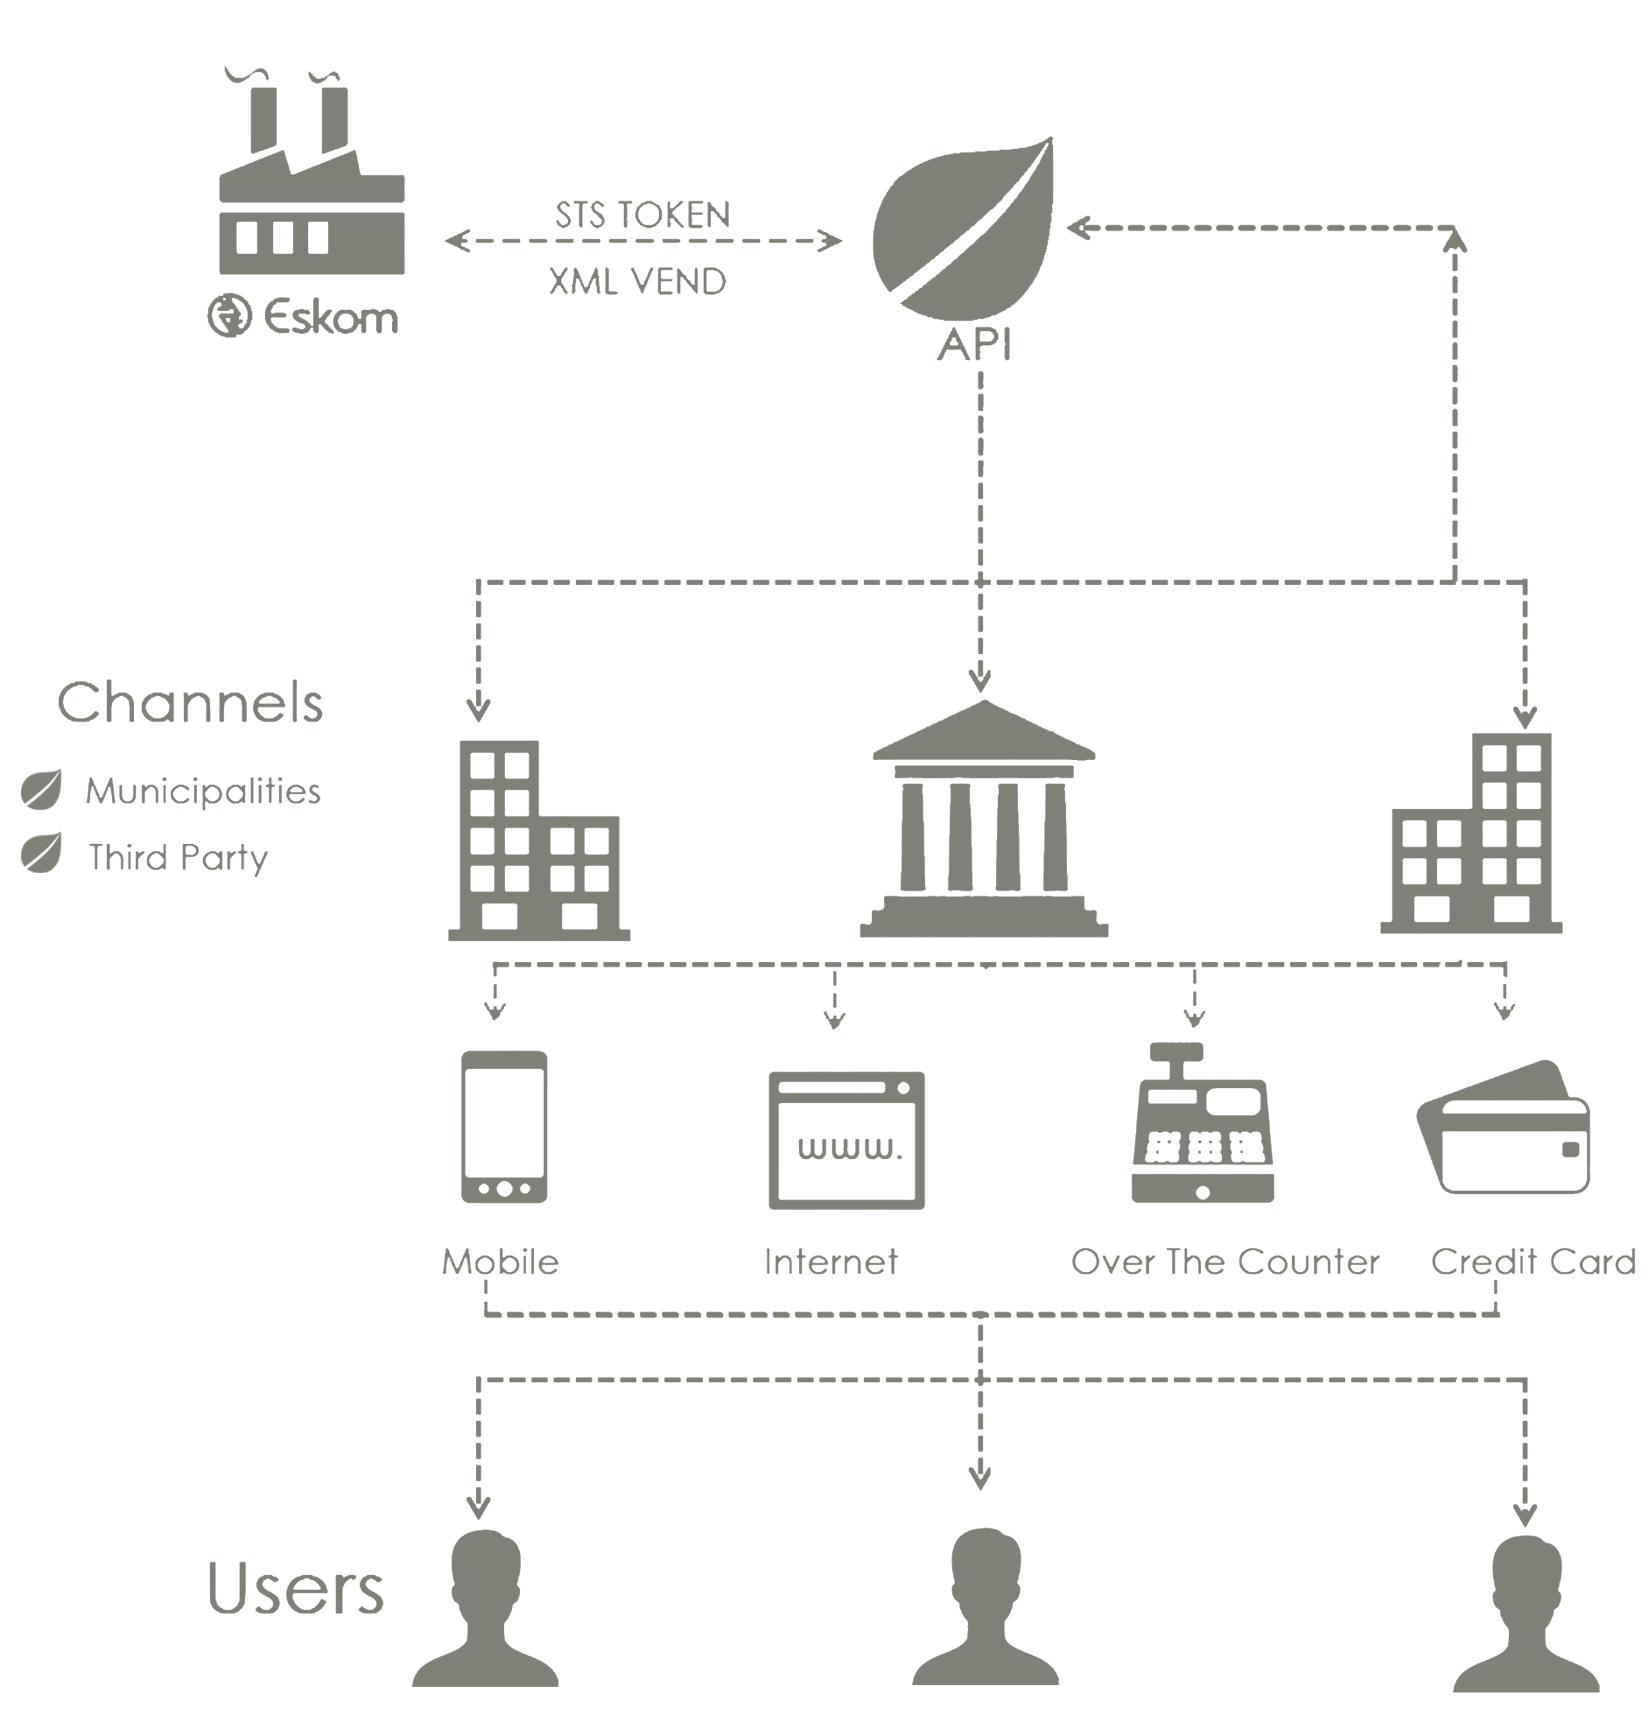 STS TOKEN
XML VEND
Eskom
API
Channels
Municipalities
Third Party
www.
Mobile
Internet
Over The Counter
Credit Card
Users